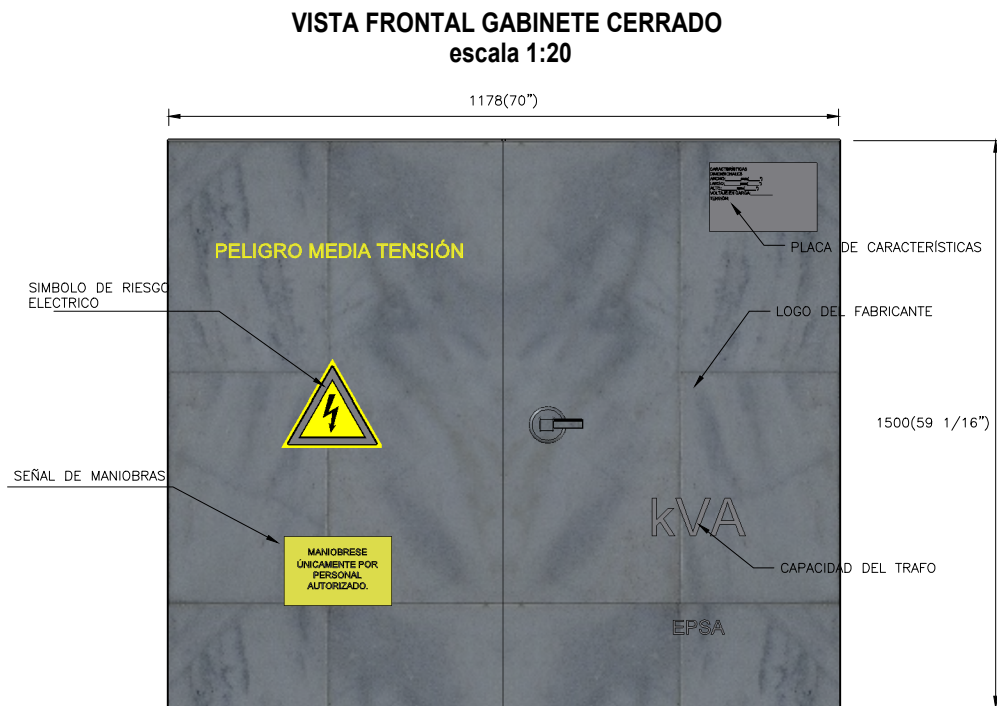 VISTA FRONTAL GABINETE CERRADO
escala 1:20
1178(70”)
CARACTERÍSTICAS
DIMENSIONALES
PLACA DE CARACTERÍSTICAS
PELIGRO MEDIA TENSIÓN
SIMBOLO DE RIESGO
ELECTRICO
LOGO DEL FABRICANTE
1500(59 1/16”)
SEÑAL DE MANIOBRAS
kVA
MANIOBRESE
ÚNICAMENTE POR
PERSONAL
AUTORIZADO.
CAPACIDAD DEL TRAFO
EPSA